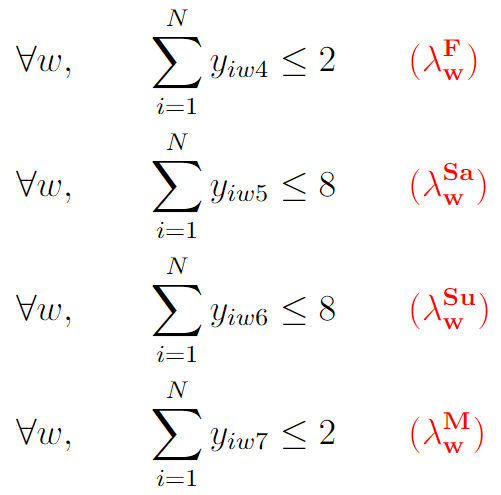 ∀w, ∑_{i=1}^{N} y_{iw4} ≤ 2 (λ_w^F)
∀w, ∑_{i=1}^{N} y_{iw5} ≤ 8 (λ_w^{Sa})
∀w, ∑_{i=1}^{N} y_{iw6} ≤ 8 (λ_w^{Su})
∀w, ∑_{i=1}^{N} y_{iw7} ≤ 2 (λ_w^M)